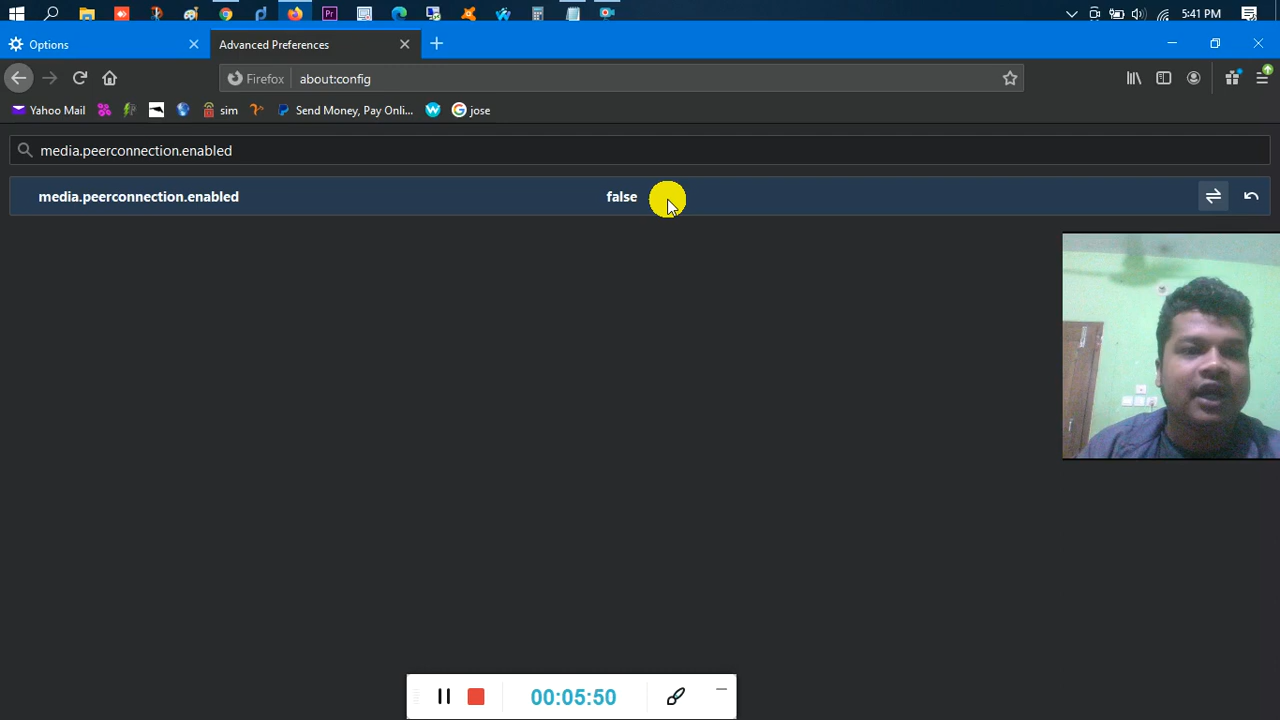 5:41 PM
Options
Advanced Preferences
Firefox
about:config
Yahoo Mail
sim
Send Money, Pay Onli...
jose
media.peerconnection.enabled
media.peerconnection.enabled
false
00:05:50